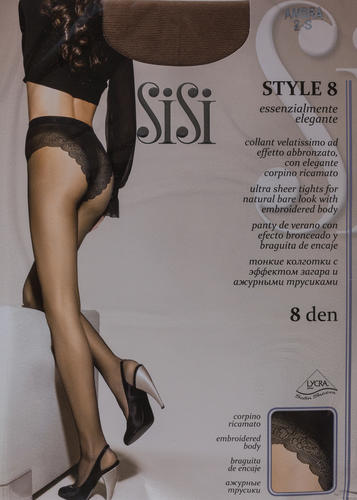 AMBRA
2-S
SiSi
STYLE 8
essenzialmente
elegante
collant velatissimo ad
effetto abbronzato,
con elegante
corpino ricamato
ultra sheer tights for
natural bare look with
embroidered body
panty de verano con
efecto bronceado y
braguita de encaje
тонкие колготки с
эффектом загара и
ажурными трусиками
8 den
LYCRA
corpino
ricamato
embroidered
body
braguita
de encaje
ажурные
трусики